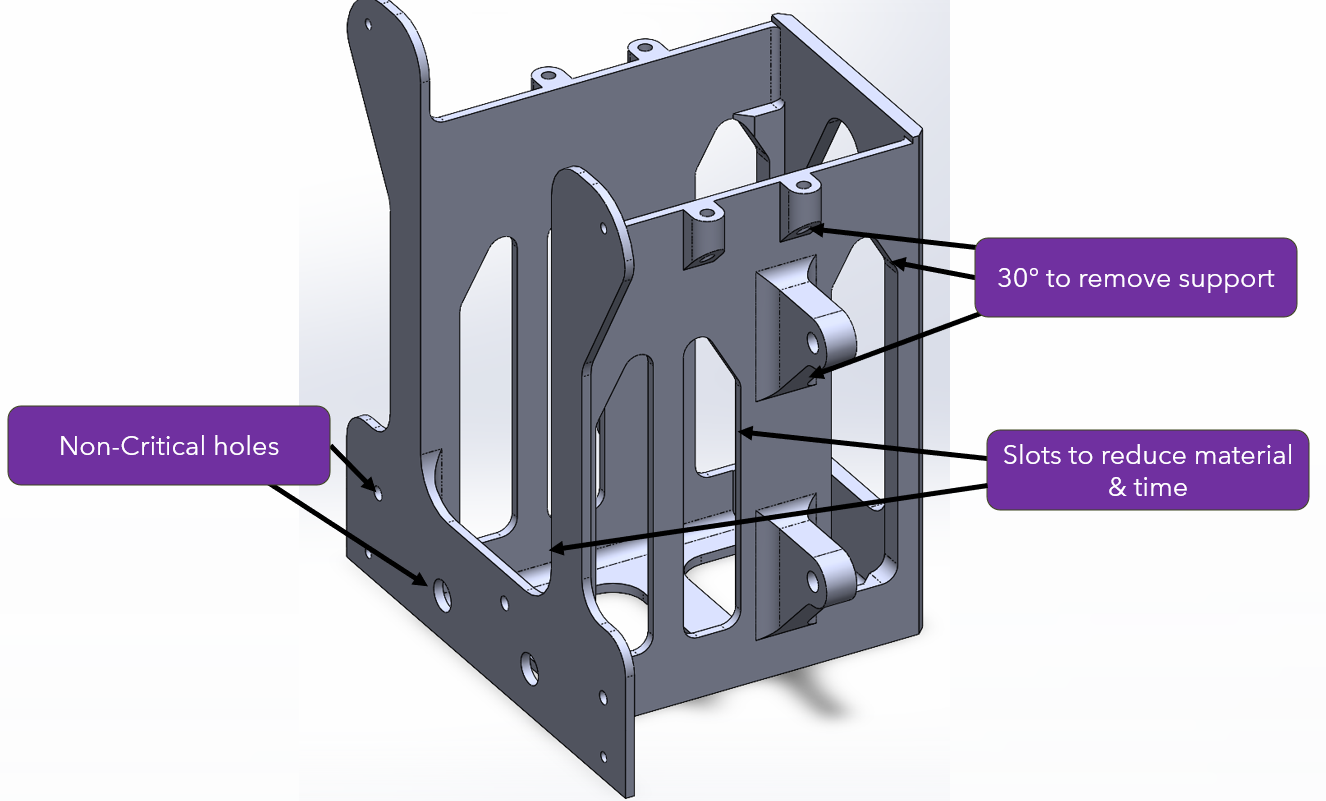 30° to remove support
Non-Critical holes
Slots to reduce material
& time